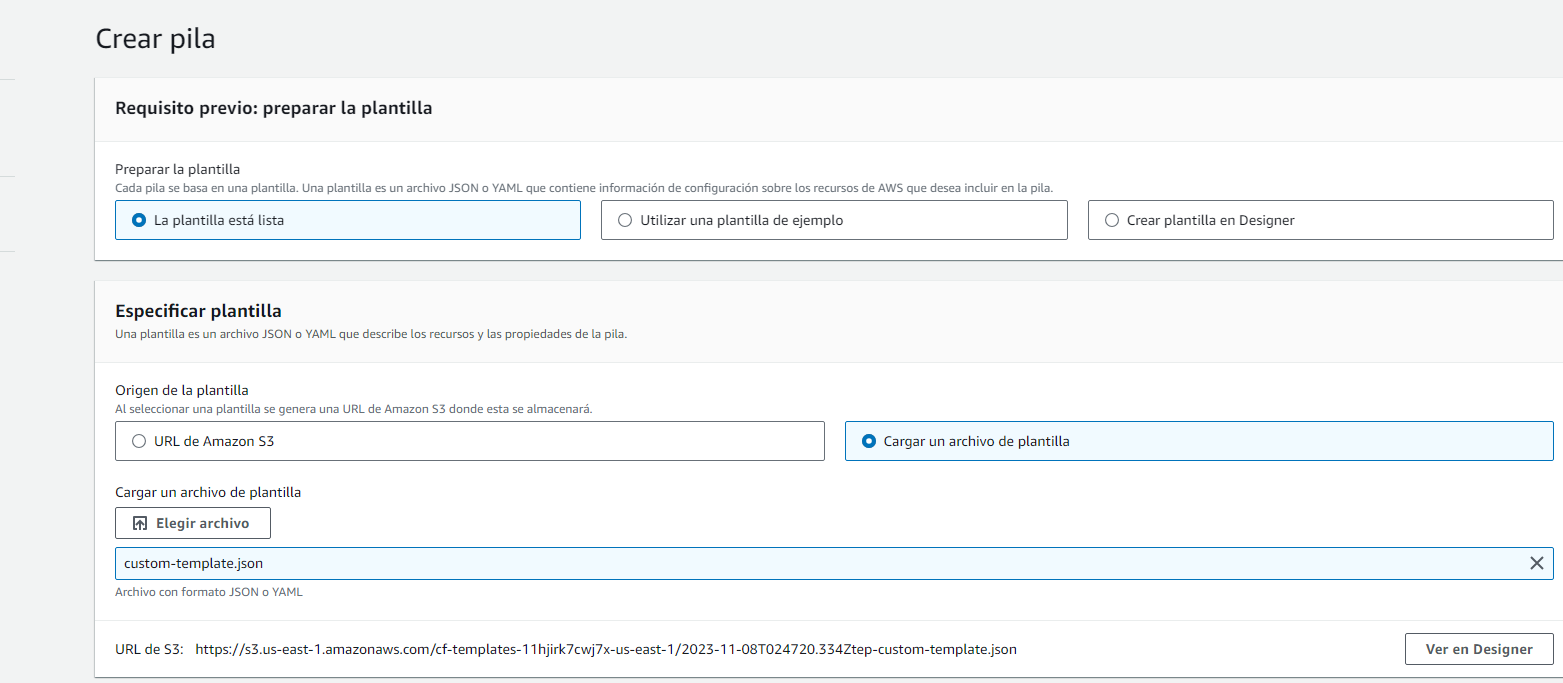 Crear pila
Requisito previo: preparar la plantilla
Preparar la plantilla
Cada pila se basa en una plantilla. Una plantilla es un archivo JSON o YAML que contiene información de configuración sobre los recursos de AWS que desea incluir en la pila.
La plantilla está lista
Utilizar una plantilla de ejemplo
Crear plantilla en Designer
Especificar plantilla
Una plantilla es un archivo JSON o YAML que describe los recursos y las propiedades de la pila.
Origen de la plantilla
Al seleccionar una plantilla se genera una URL de Amazon S3 donde esta se almacenará.
URL de Amazon S3
Cargar un archivo de plantilla
Cargar un archivo de plantilla
Elegir archivo
custom-template.json
Archivo con formato JSON o YAML
URL de S3: https://s3.us-east-1.amazonaws.com/cf-templates-11hjirk7cwj7x-us-east-1/2023-11-08T024720.334Ztep-custom-template.json
Ver en Designer